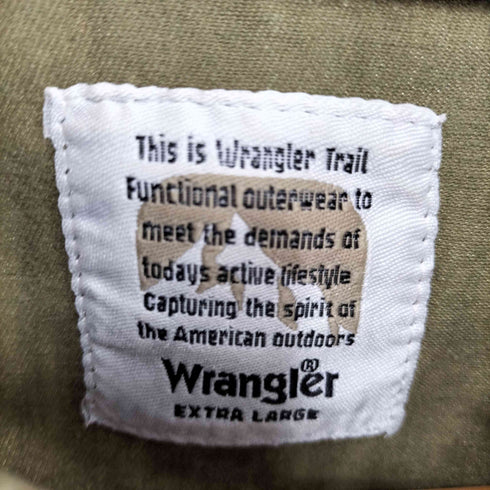 This is Wrangler Trail
Functional outerwear to
meet the demands of
todays active lifestyle
Capturing the spirit of
the American outdoors
Wrangler®
EXTRA LARGE